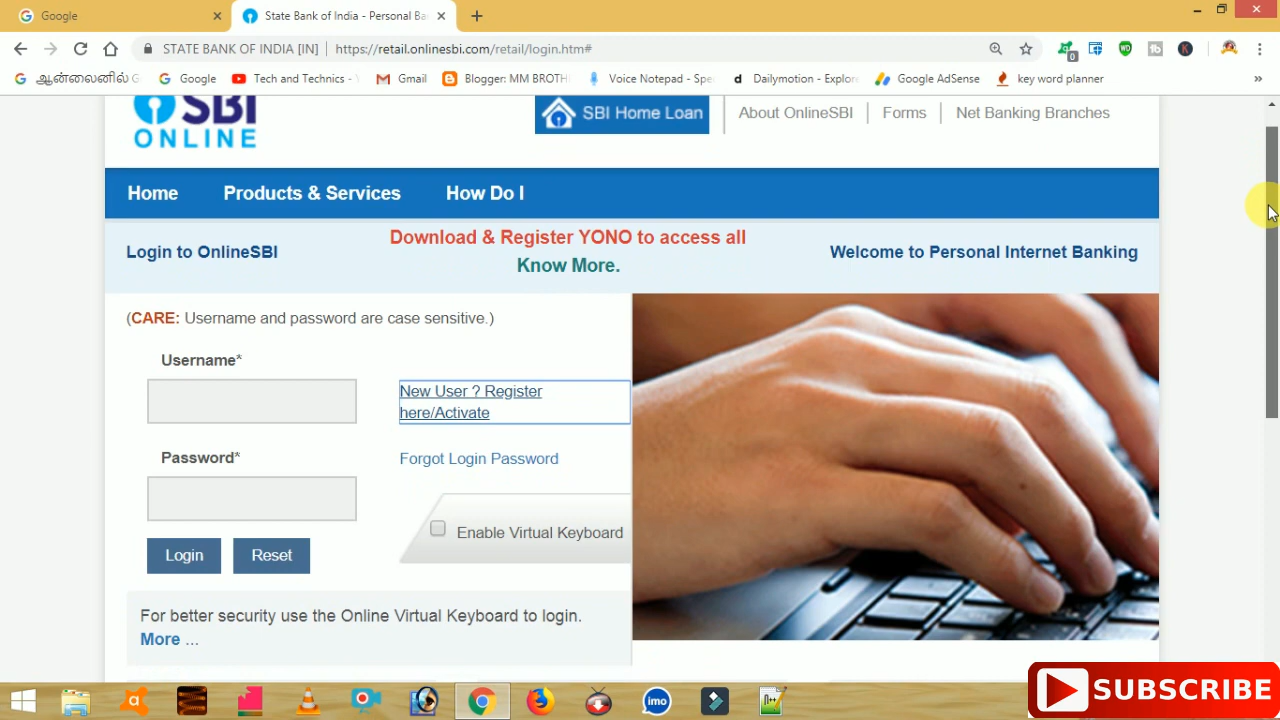 Google
State Bank of India - Personal Ba
STATE BANK OF INDIA [IN] | https://retail.onlinesbi.com/retail/login.htm#
ஆன்லைனில் G
Google
Tech and Technics - Y
Gmail
Blogger: MM BROTH
Voice Notepad - Spe
Dailymotion - Explor
Google AdSense
key word planner
»
SBI
ONLINE
SBI Home Loan
About OnlineSBI
Forms
Net Banking Branches
Home
Products & Services
How Do I
Login to OnlineSBI
Download & Register YONO to access all
Know More.
Welcome to Personal Internet Banking
(CARE: Username and password are case sensitive.)
Username*
New User ? Register
here/Activate
Password*
Forgot Login Password
Enable Virtual Keyboard
Login
Reset
For better security use the Online Virtual Keyboard to login.
More ...
imo
SUBSCRIBE